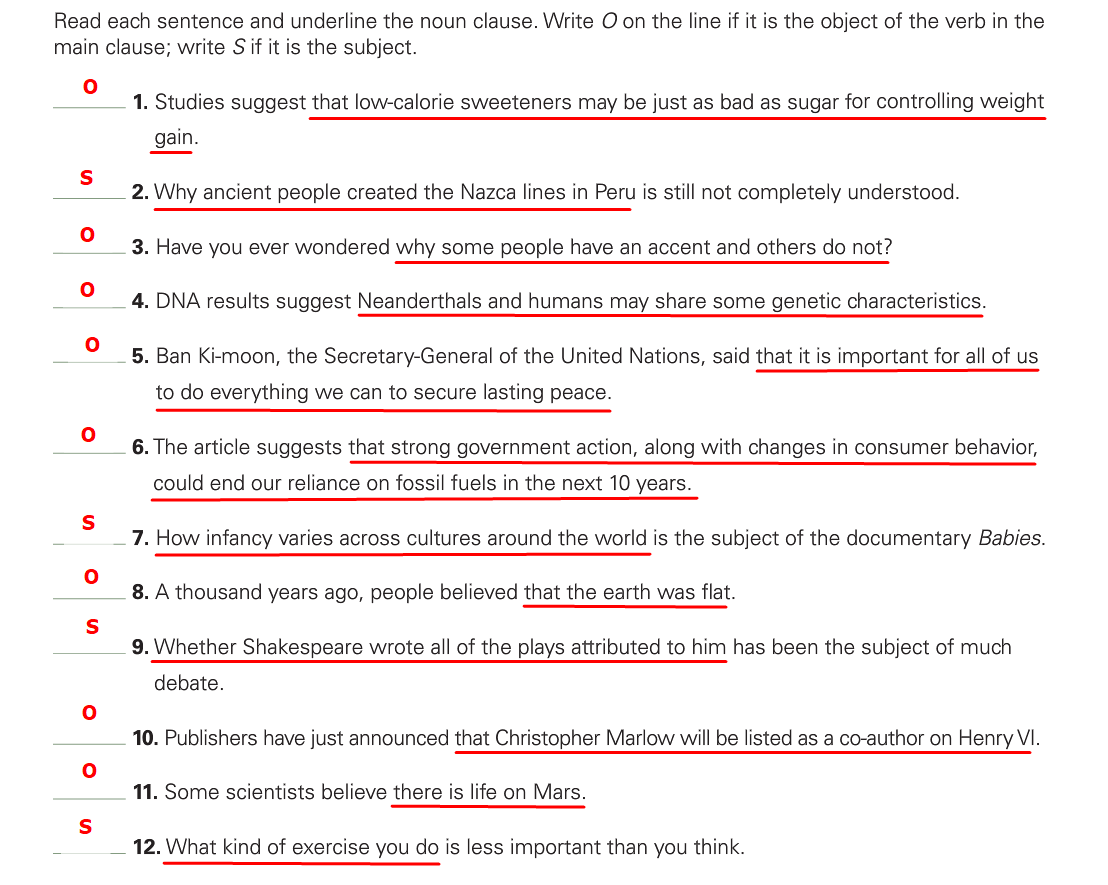 Read each sentence and underline the noun clause. Write O on the line if it is the object of the verb in the
main clause; write S if it is the subject.
O 1. Studies suggest that low-calorie sweeteners may be just as bad as sugar for controlling weight
gain.
S 2. Why ancient people created the Nazca lines in Peru is still not completely understood.
O 3. Have you ever wondered why some people have an accent and others do not?
O 4. DNA results suggest Neanderthals and humans may share some genetic characteristics.
O 5. Ban Ki-moon, the Secretary-General of the United Nations, said that it is important for all of us
to do everything we can to secure lasting peace.
O 6. The article suggests that strong government action, along with changes in consumer behavior,
could end our reliance on fossil fuels in the next 10 years.
S 7. How infancy varies across cultures around the world is the subject of the documentary Babies.
O 8. A thousand years ago, people believed that the earth was flat.
S 9. Whether Shakespeare wrote all of the plays attributed to him has been the subject of much
debate.
O 10. Publishers have just announced that Christopher Marlow will be listed as a co-author on Henry VI.
O 11. Some scientists believe there is life on Mars.
S 12. What kind of exercise you do is less important than you think.